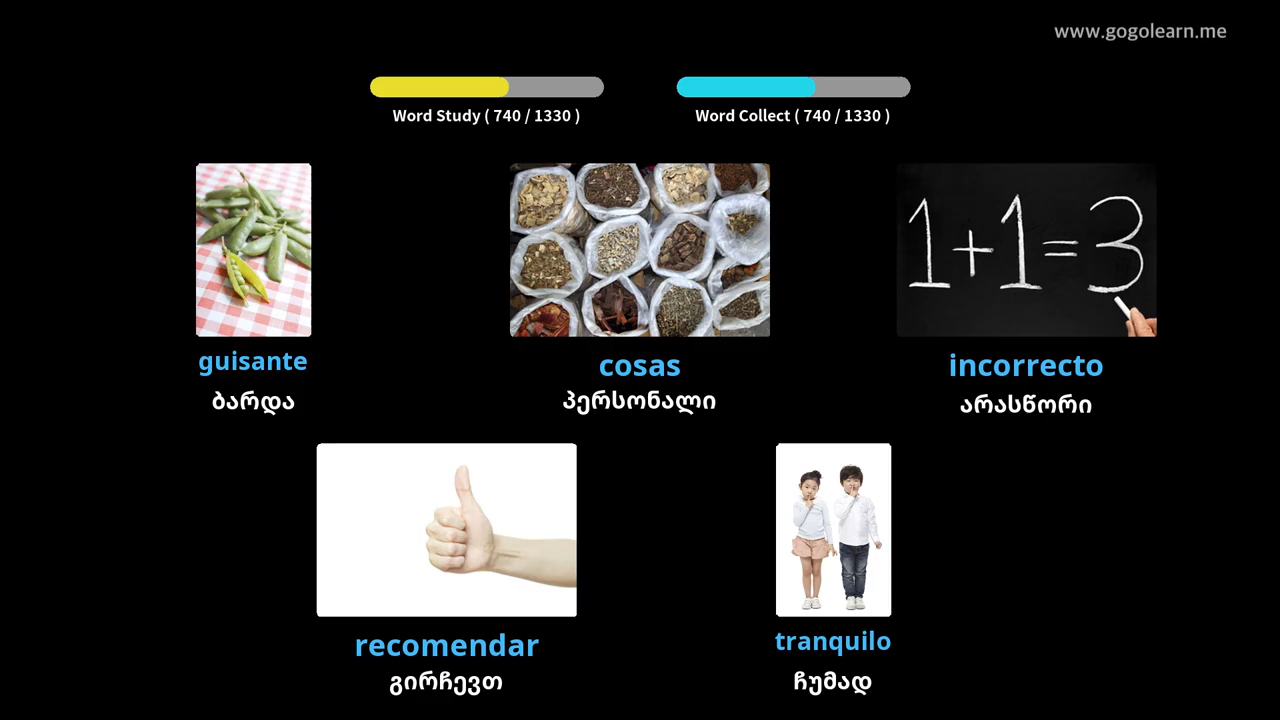 www.gogolearn.me
Word Study ( 740 / 1330 )
Word Collect ( 740 / 1330 )
1+1=3
guisante
ბარდა
cosas
პერსონალი
incorrecto
არასწორი
recomendar
გირჩევთ
tranquilo
ჩუმად